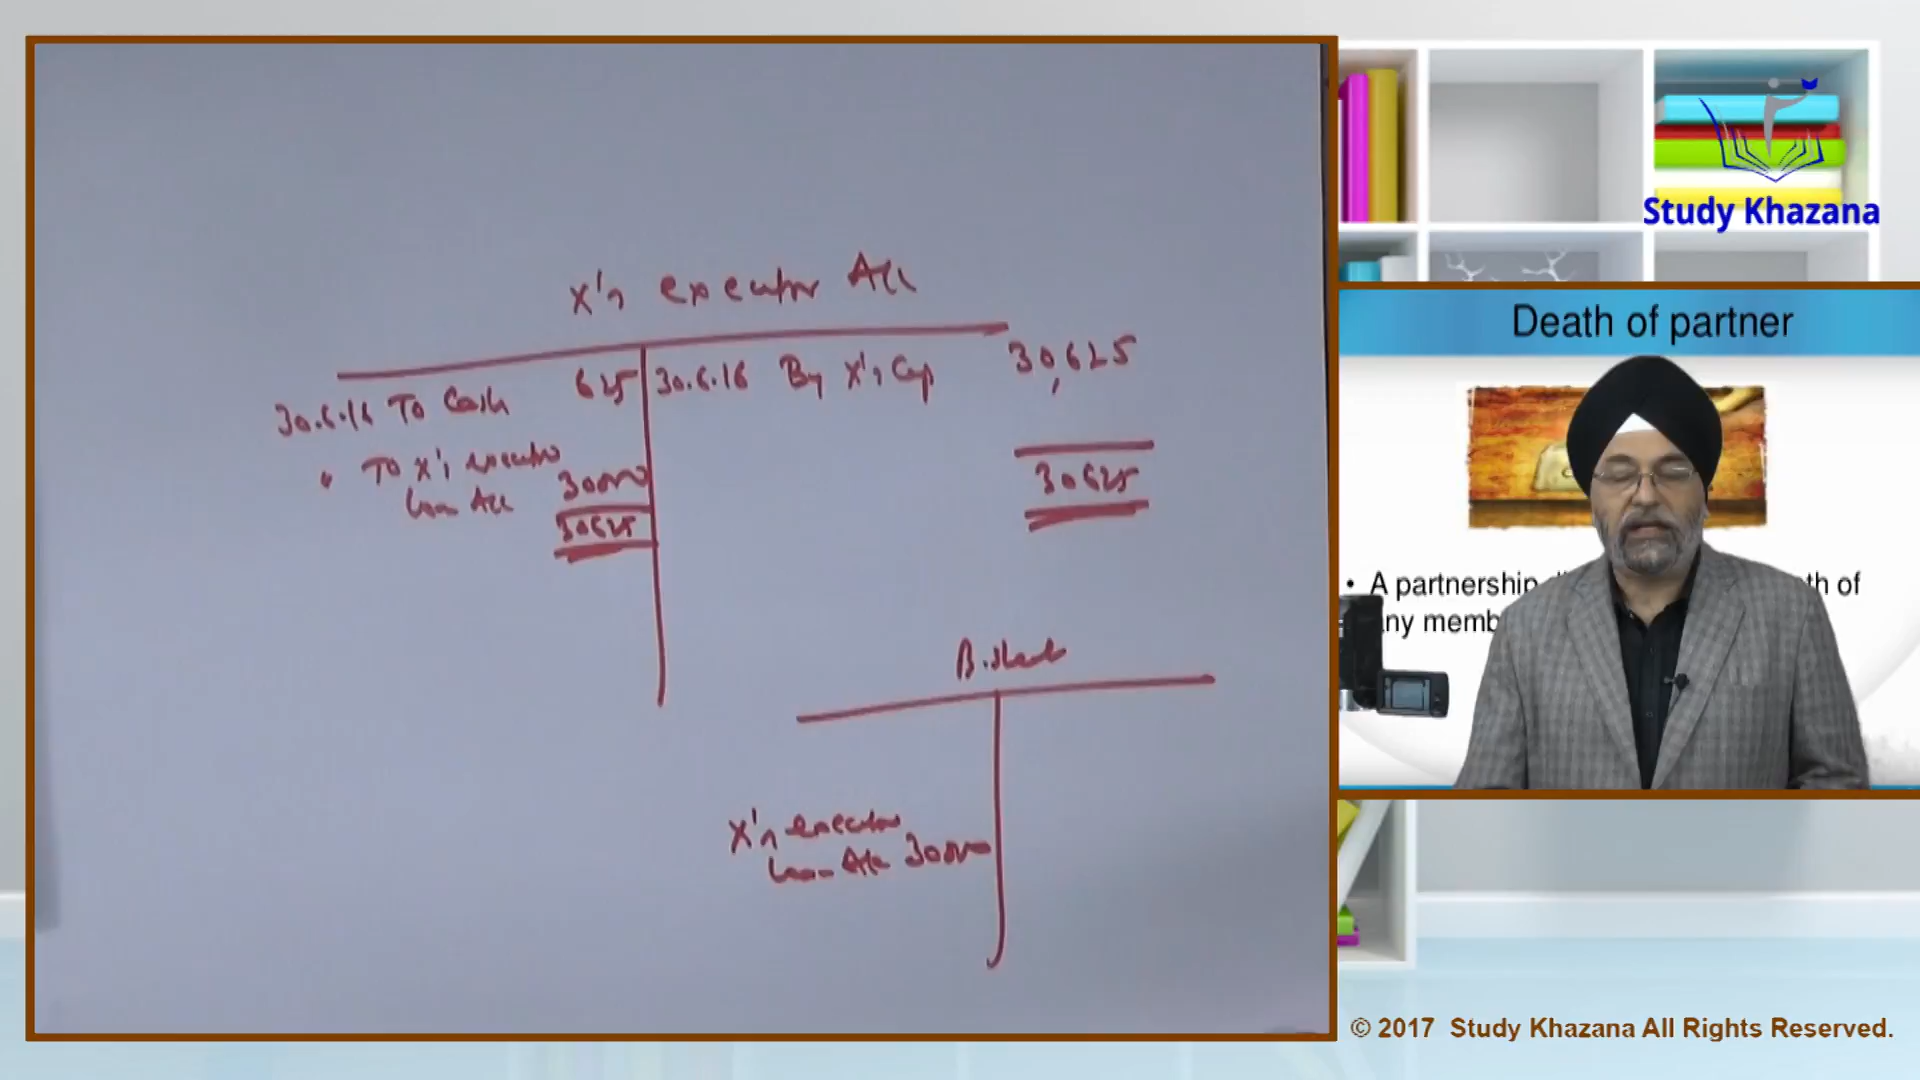 X's executor A/c
30.6.16 To Cash 625 30.6.16 By X's Cap 30,625
" To X's executor
loan A/c 30000
30625 30625
B. sheet
X's executor
loan A/c 30000
Study Khazana
Death of partner
• A partnership th of
ny memb
© 2017 Study Khazana All Rights Reserved.